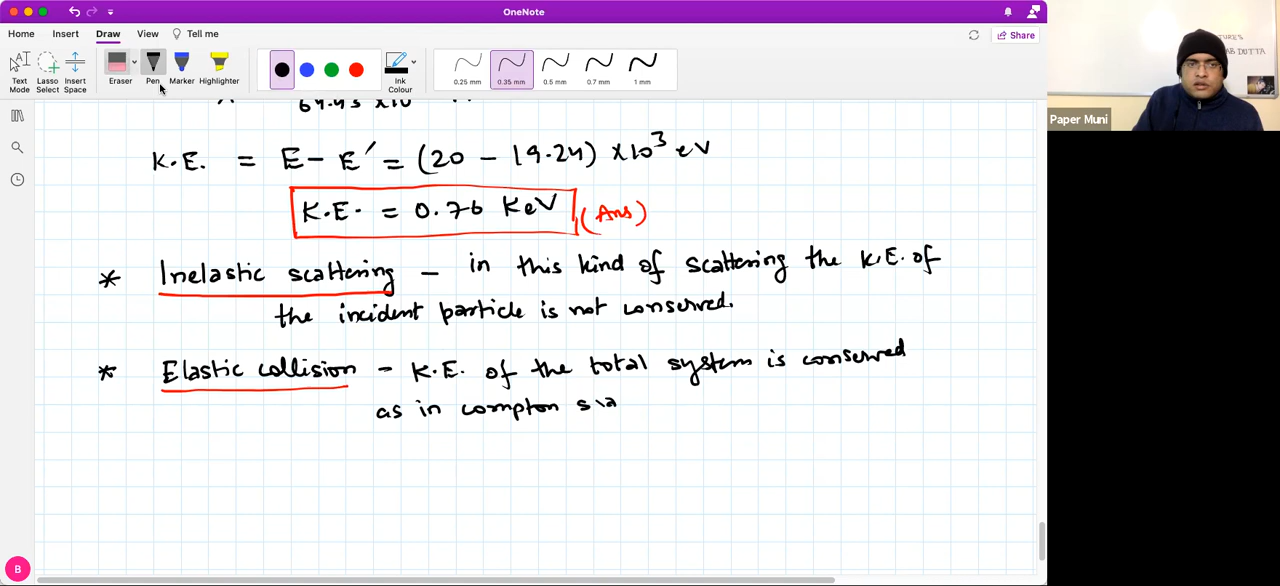 OneNote
Home Insert Draw View Tell me
Share
Text Mode Lasso Select Insert Space Eraser Pen Marker Highlighter Ink Colour 0.25 mm 0.35 mm 0.5 mm 0.7 mm 1 mm
Paper Muni
K.E. = E - E' = (20 - 19.24) ×10³ eV
K.E. = 0.76 KeV (Ans)
* Inelastic scattering - in this kind of scattering the K.E. of
the incident particle is not conserved.
* Elastic collision - K.E. of the total system is conserved
as in compton
B